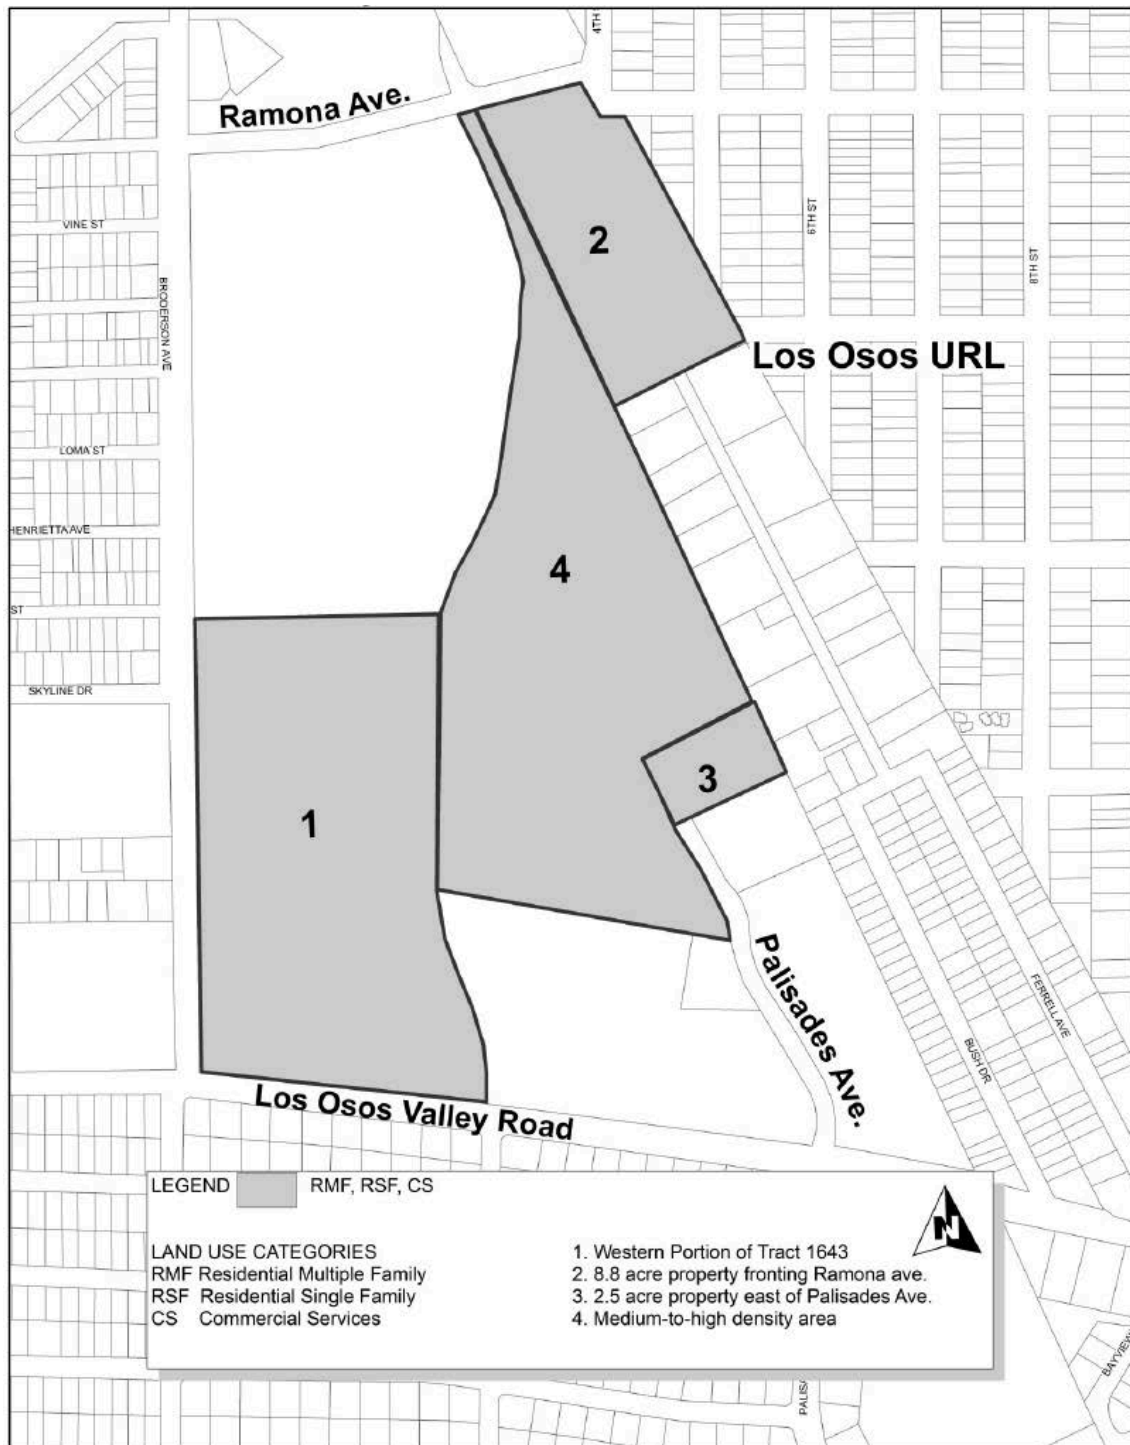 4TH
Ramona Ave.
VINE ST
2
6TH ST
8TH ST
BRODERSON AVE
Los Osos URL
LOMA ST
HENRIETTA AVE
4
ST
SKYLINE DR
3
1
Palisades Ave.
FERRELL AVE
BUSH DR
Los Osos Valley Road
LEGEND RMF, RSF, CS
N
LAND USE CATEGORIES
RMF Residential Multiple Family
RSF Residential Single Family
CS Commercial Services
1. Western Portion of Tract 1643
2. 8.8 acre property fronting Ramona ave.
3. 2.5 acre property east of Palisades Ave.
4. Medium-to-high density area
BAYVIEW
PALISA